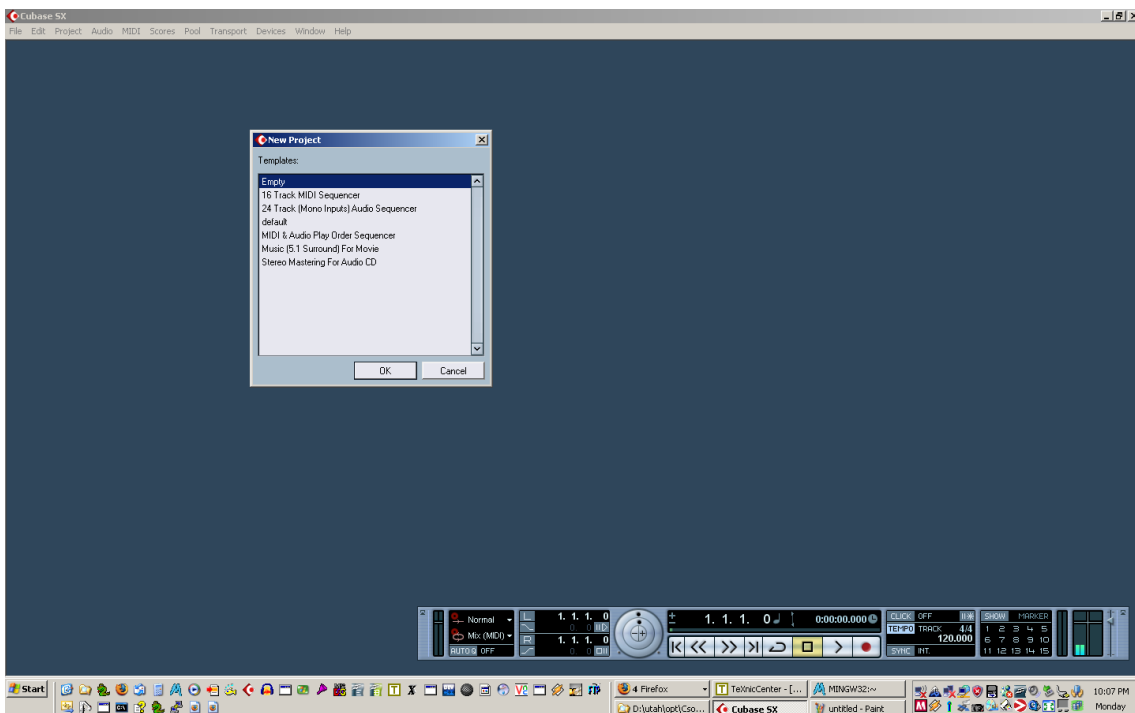 Cubase SX
File Edit Project Audio MIDI Scores Pool Transport Devices Window Help
New Project
Templates:
Empty
16 Track MIDI Sequencer
24 Track (Mono Inputs) Audio Sequencer
default
MIDI & Audio Play Order Sequencer
Music (5.1 Surround) For Movie
Stereo Mastering For Audio CD
OK Cancel
Normal L 1. 1. 1. 0 1. 1. 1. 0 0:00:00.000 CLICK OFF SHOW MARKER
0. 0 TEMPO TRACK 4/4 1 2 3 4 5
Mix (MIDI) R 1. 1. 1. 0 120.000 6 7 8 9 10
AUTO Q OFF 0. 0 SYNC INT. 11 12 13 14 15
Start 4 Firefox TeXnicCenter - [... MINGW32:~ 10:07 PM
D:\utah\opt\Cso... Cubase SX untitled - Paint Monday